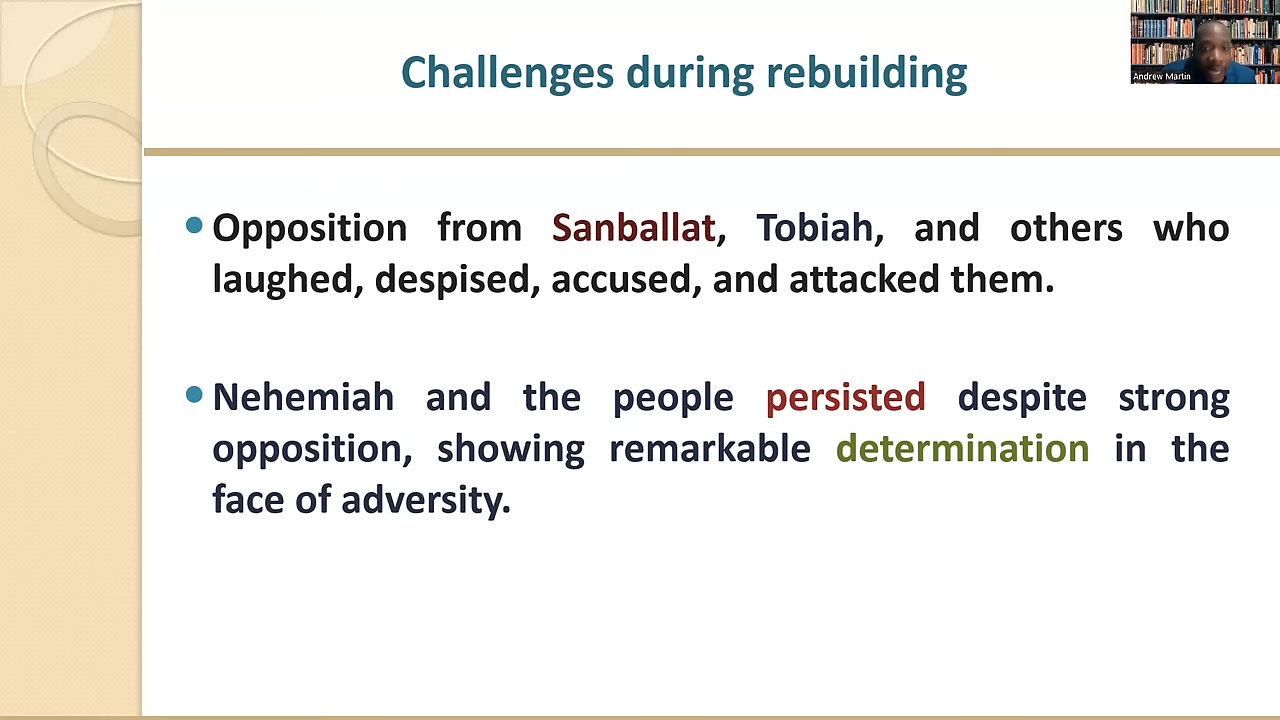 Challenges during rebuilding
Andrew Martin
Opposition from Sanballat, Tobiah, and others who
laughed, despised, accused, and attacked them.
Nehemiah and the people persisted despite strong
opposition, showing remarkable determination in the
face of adversity.